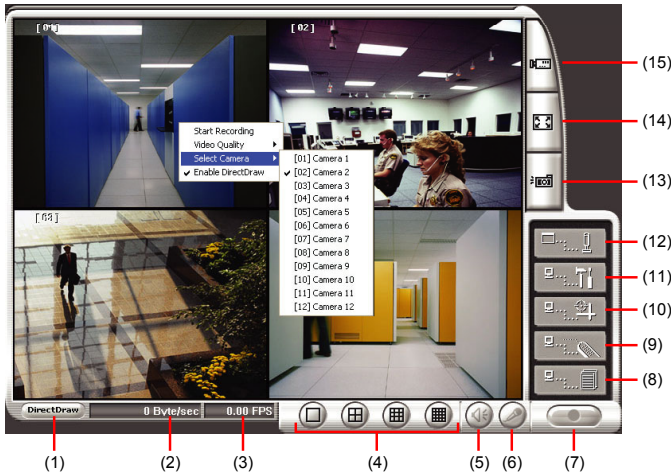 [01]
[02]
Start Recording
Video Quality
Select Camera
Enable DirectDraw
[01] Camera 1
[02] Camera 2
[03] Camera 3
[04] Camera 4
[05] Camera 5
[06] Camera 6
[07] Camera 7
[08] Camera 8
[09] Camera 9
[10] Camera 10
[11] Camera 11
[12] Camera 12
[03]
DirectDraw
0 Byte/sec
0.00 FPS
(15)
(14)
(13)
(12)
(11)
(10)
(9)
(8)
(1)
(2)
(3)
(4)
(5)
(6)
(7)